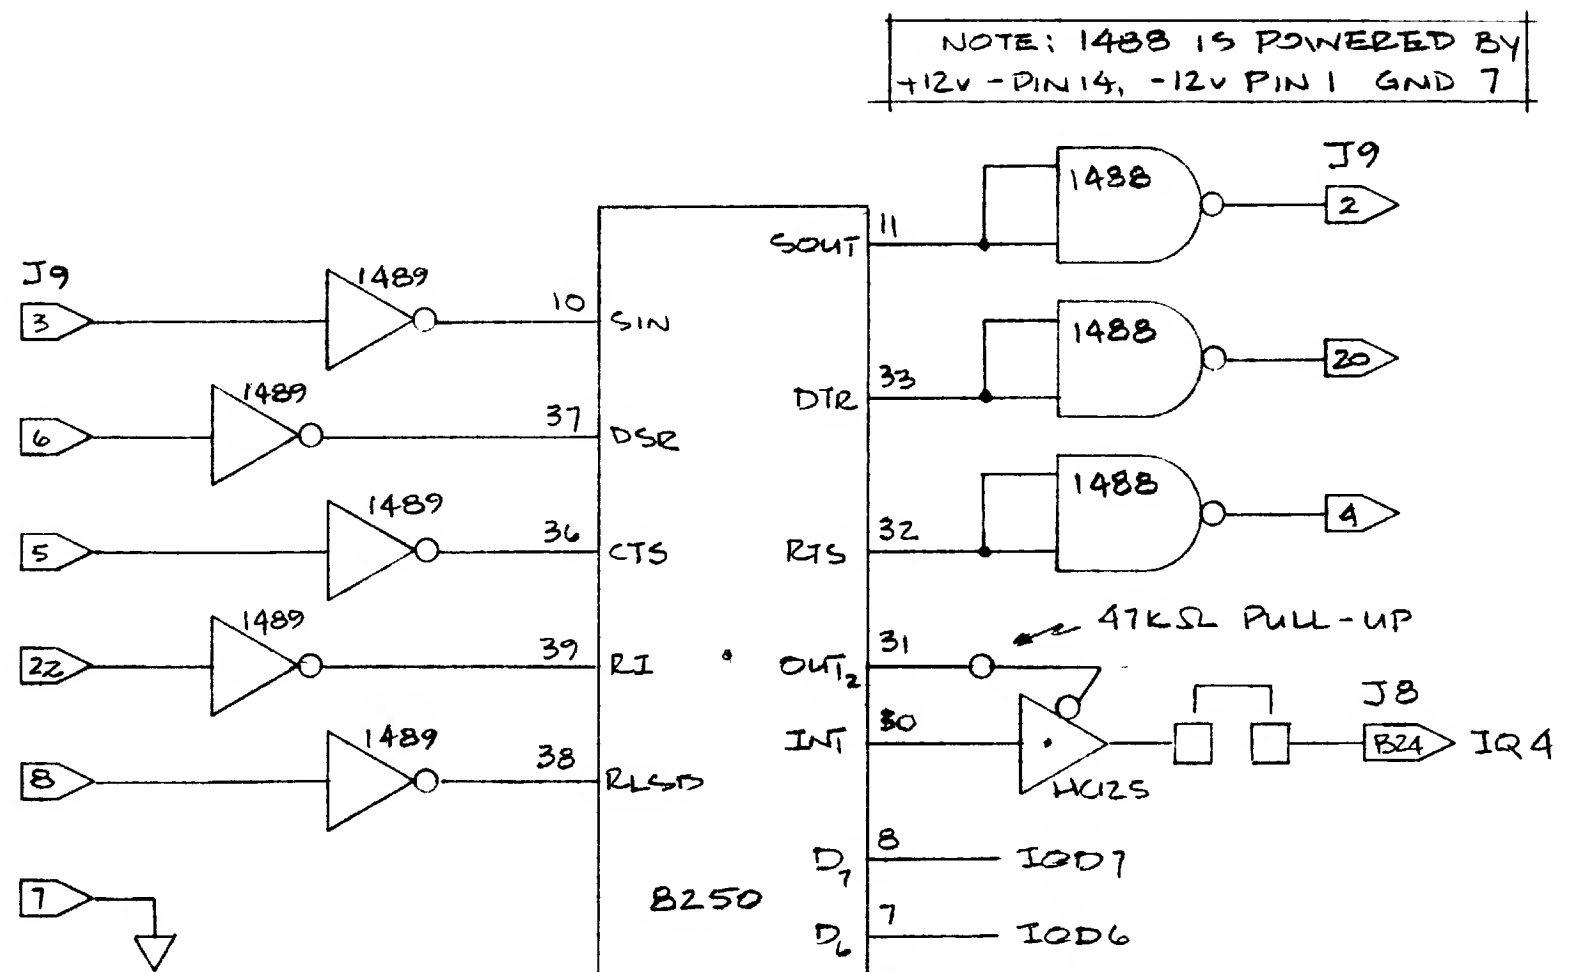 NOTE: 1488 IS POWERED BY
+12V - PIN 14, -12V PIN 1 GND 7
J9
1488
2
11
SOUT
J9
1489
3
10
SIN
1488
20
33
DTR
1489
6
37
DSR
1488
4
32
RTS
1489
5
36
CTS
47KΩ PULL-UP
31
OUT2
1489
22
39
RI
J8
30
INT
B24
IQ4
HC125
1489
8
38
RLSD
8
D7
IOD7
7
8250
7
D6
IOD6